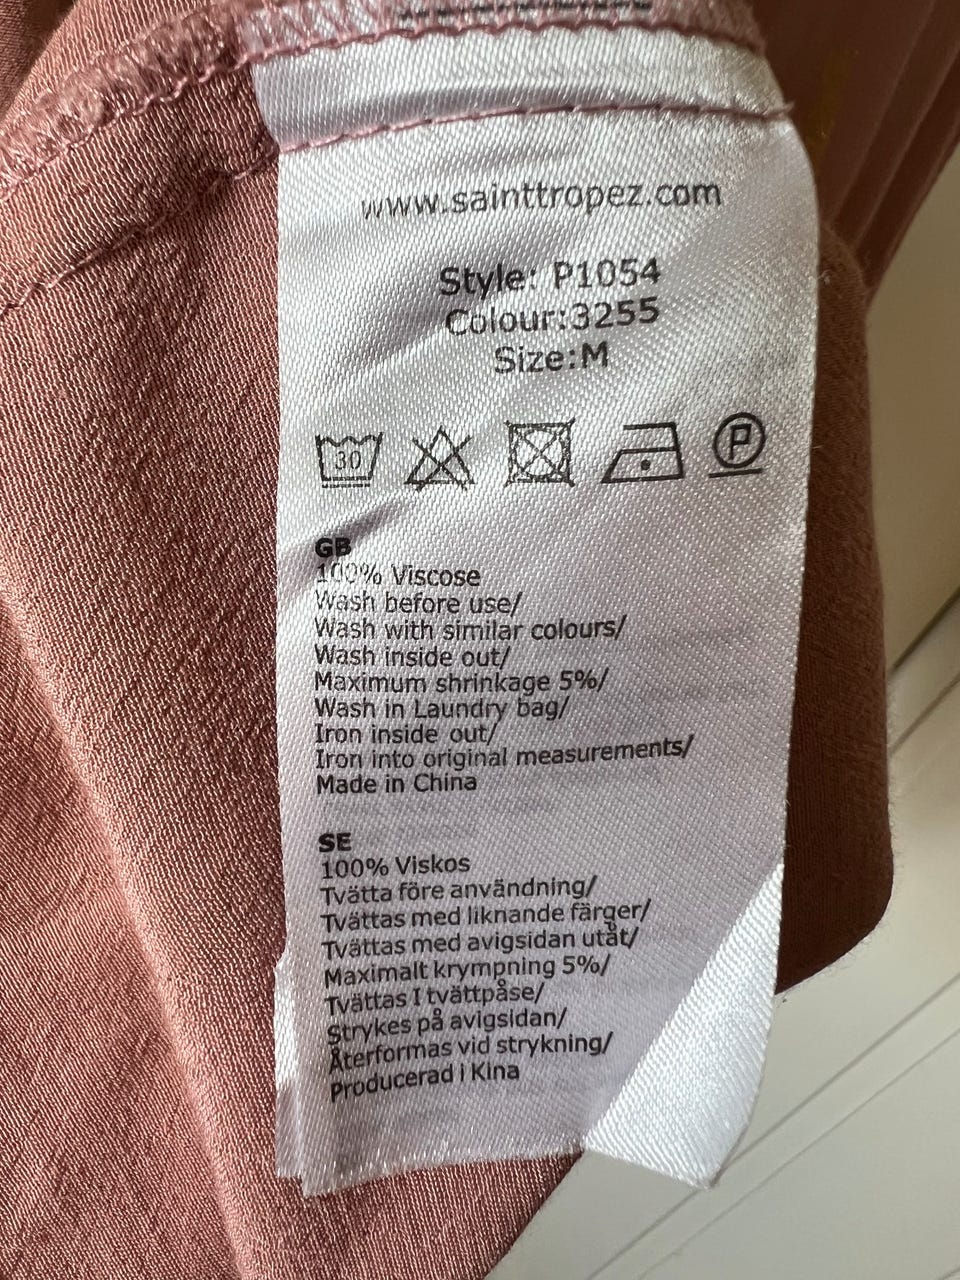 www.sainttropez.com
Style: P1054
Colour:3255
Size:M
30 P
GB
100% Viscose
Wash before use/
Wash with similar colours/
Wash inside out/
Maximum shrinkage 5%/
Wash in Laundry bag/
Iron inside out/
Iron into original measurements/
Made in China
SE
100% Viskos
Tvätta före användning/
Tvättas med liknande färger/
Tvättas med avigsidan utåt/
Maximalt krympning 5%/
Tvättas I tvättpåse/
Strykes på avigsidan/
Återformas vid strykning/
Producerad i Kina